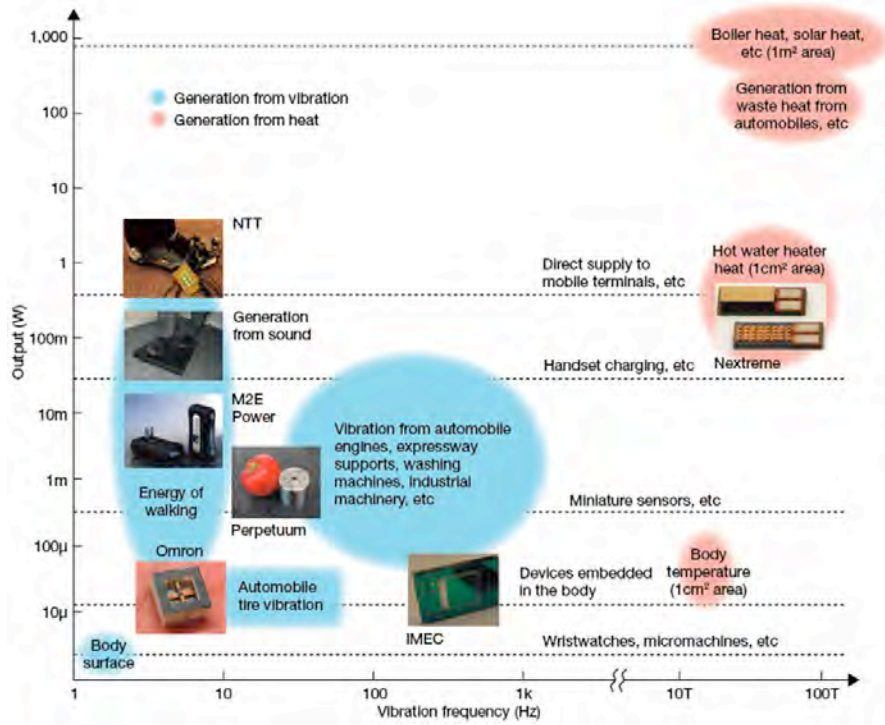 1,000
100
10
1
100m
10m
1m
100µ
10µ
Output (W)
Generation from vibration
Generation from heat
Boiler heat, solar heat,
etc (1m² area)
Generation from
waste heat from
automobiles, etc
NTT
Direct supply to
mobile terminals, etc
Hot water heater
heat (1cm² area)
Nextreme
Generation
from sound
Handset charging, etc
M2E
Power
Vibration from automobile
engines, expressway
supports, washing
machines, industrial
machinery, etc
Energy of
walking
Perpetuum
Miniature sensors, etc
Omron
Automobile
tire vibration
IMEC
Devices embedded
in the body
Body
temperature
(1cm² area)
Wristwatches, micromachines, etc
Body
surface
1
10
100
1k
10T
100T
Vibration frequency (Hz)